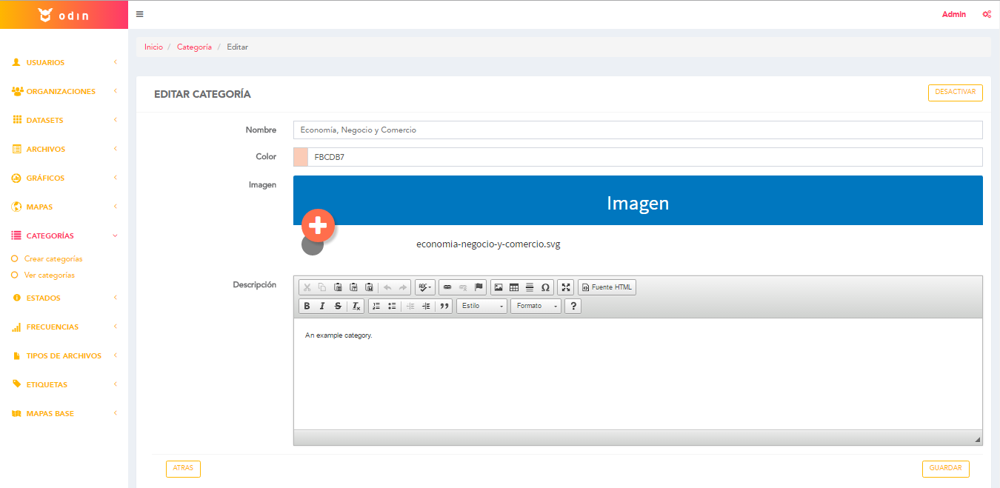 odin
Admin
Inicio / Categoría / Editar
USUARIOS
ORGANIZACIONES
DATASETS
ARCHIVOS
GRÁFICOS
MAPAS
CATEGORÍAS
Crear categorías
Ver categorías
ESTADOS
FRECUENCIAS
TIPOS DE ARCHIVOS
ETIQUETAS
MAPAS BASE
EDITAR CATEGORÍA
DESACTIVAR
Nombre
Economía, Negocio y Comercio
Color
FBCDB7
Imagen
Imagen
economia-negocio-y-comercio.svg
Descripción
Fuente HTML
B I S Tx Estilo Formato ?
An example category.
ATRÁS
GUARDAR